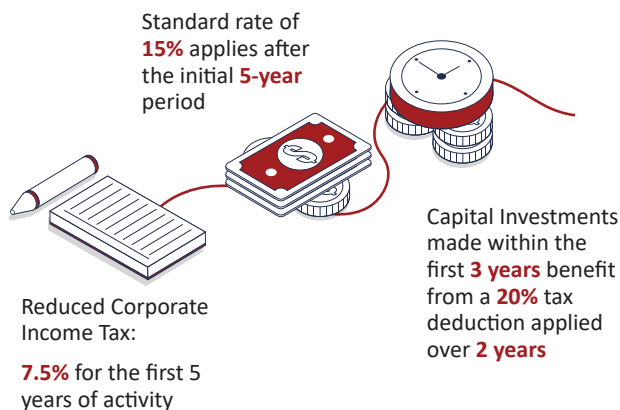 Standard rate of
15% applies after
the initial 5-year
period
Reduced Corporate
Income Tax:
7.5% for the first 5
years of activity
Capital Investments
made within the
first 3 years benefit
from a 20% tax
deduction applied
over 2 years